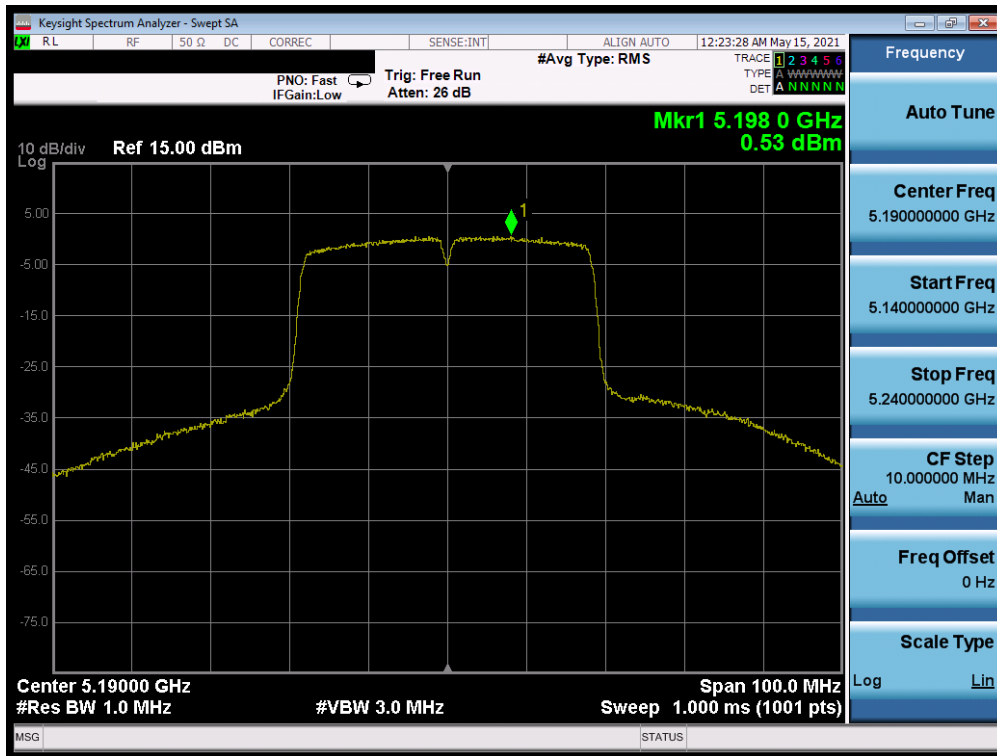 Keysight Spectrum Analyzer - Swept SA
LXI RL RF 50 Ω DC CORREC SENSE:INT ALIGN AUTO 12:23:28 AM May 15, 2021
#Avg Type: RMS TRACE 1 2 3 4 5 6
PNO: Fast Trig: Free Run TYPE A WWWWW
IFGain:Low Atten: 26 dB DET A N N N N N
Mkr1 5.198 0 GHz
0.53 dBm
10 dB/div Ref 15.00 dBm
Log
1
5.00
-5.00
-15.0
-25.0
-35.0
-45.0
-55.0
-65.0
-75.0
Center 5.19000 GHz Span 100.0 MHz
#Res BW 1.0 MHz #VBW 3.0 MHz Sweep 1.000 ms (1001 pts)
MSG STATUS
Frequency
Auto Tune
Center Freq
5.190000000 GHz
Start Freq
5.140000000 GHz
Stop Freq
5.240000000 GHz
CF Step
10.000000 MHz
Auto Man
Freq Offset
0 Hz
Scale Type
Log Lin